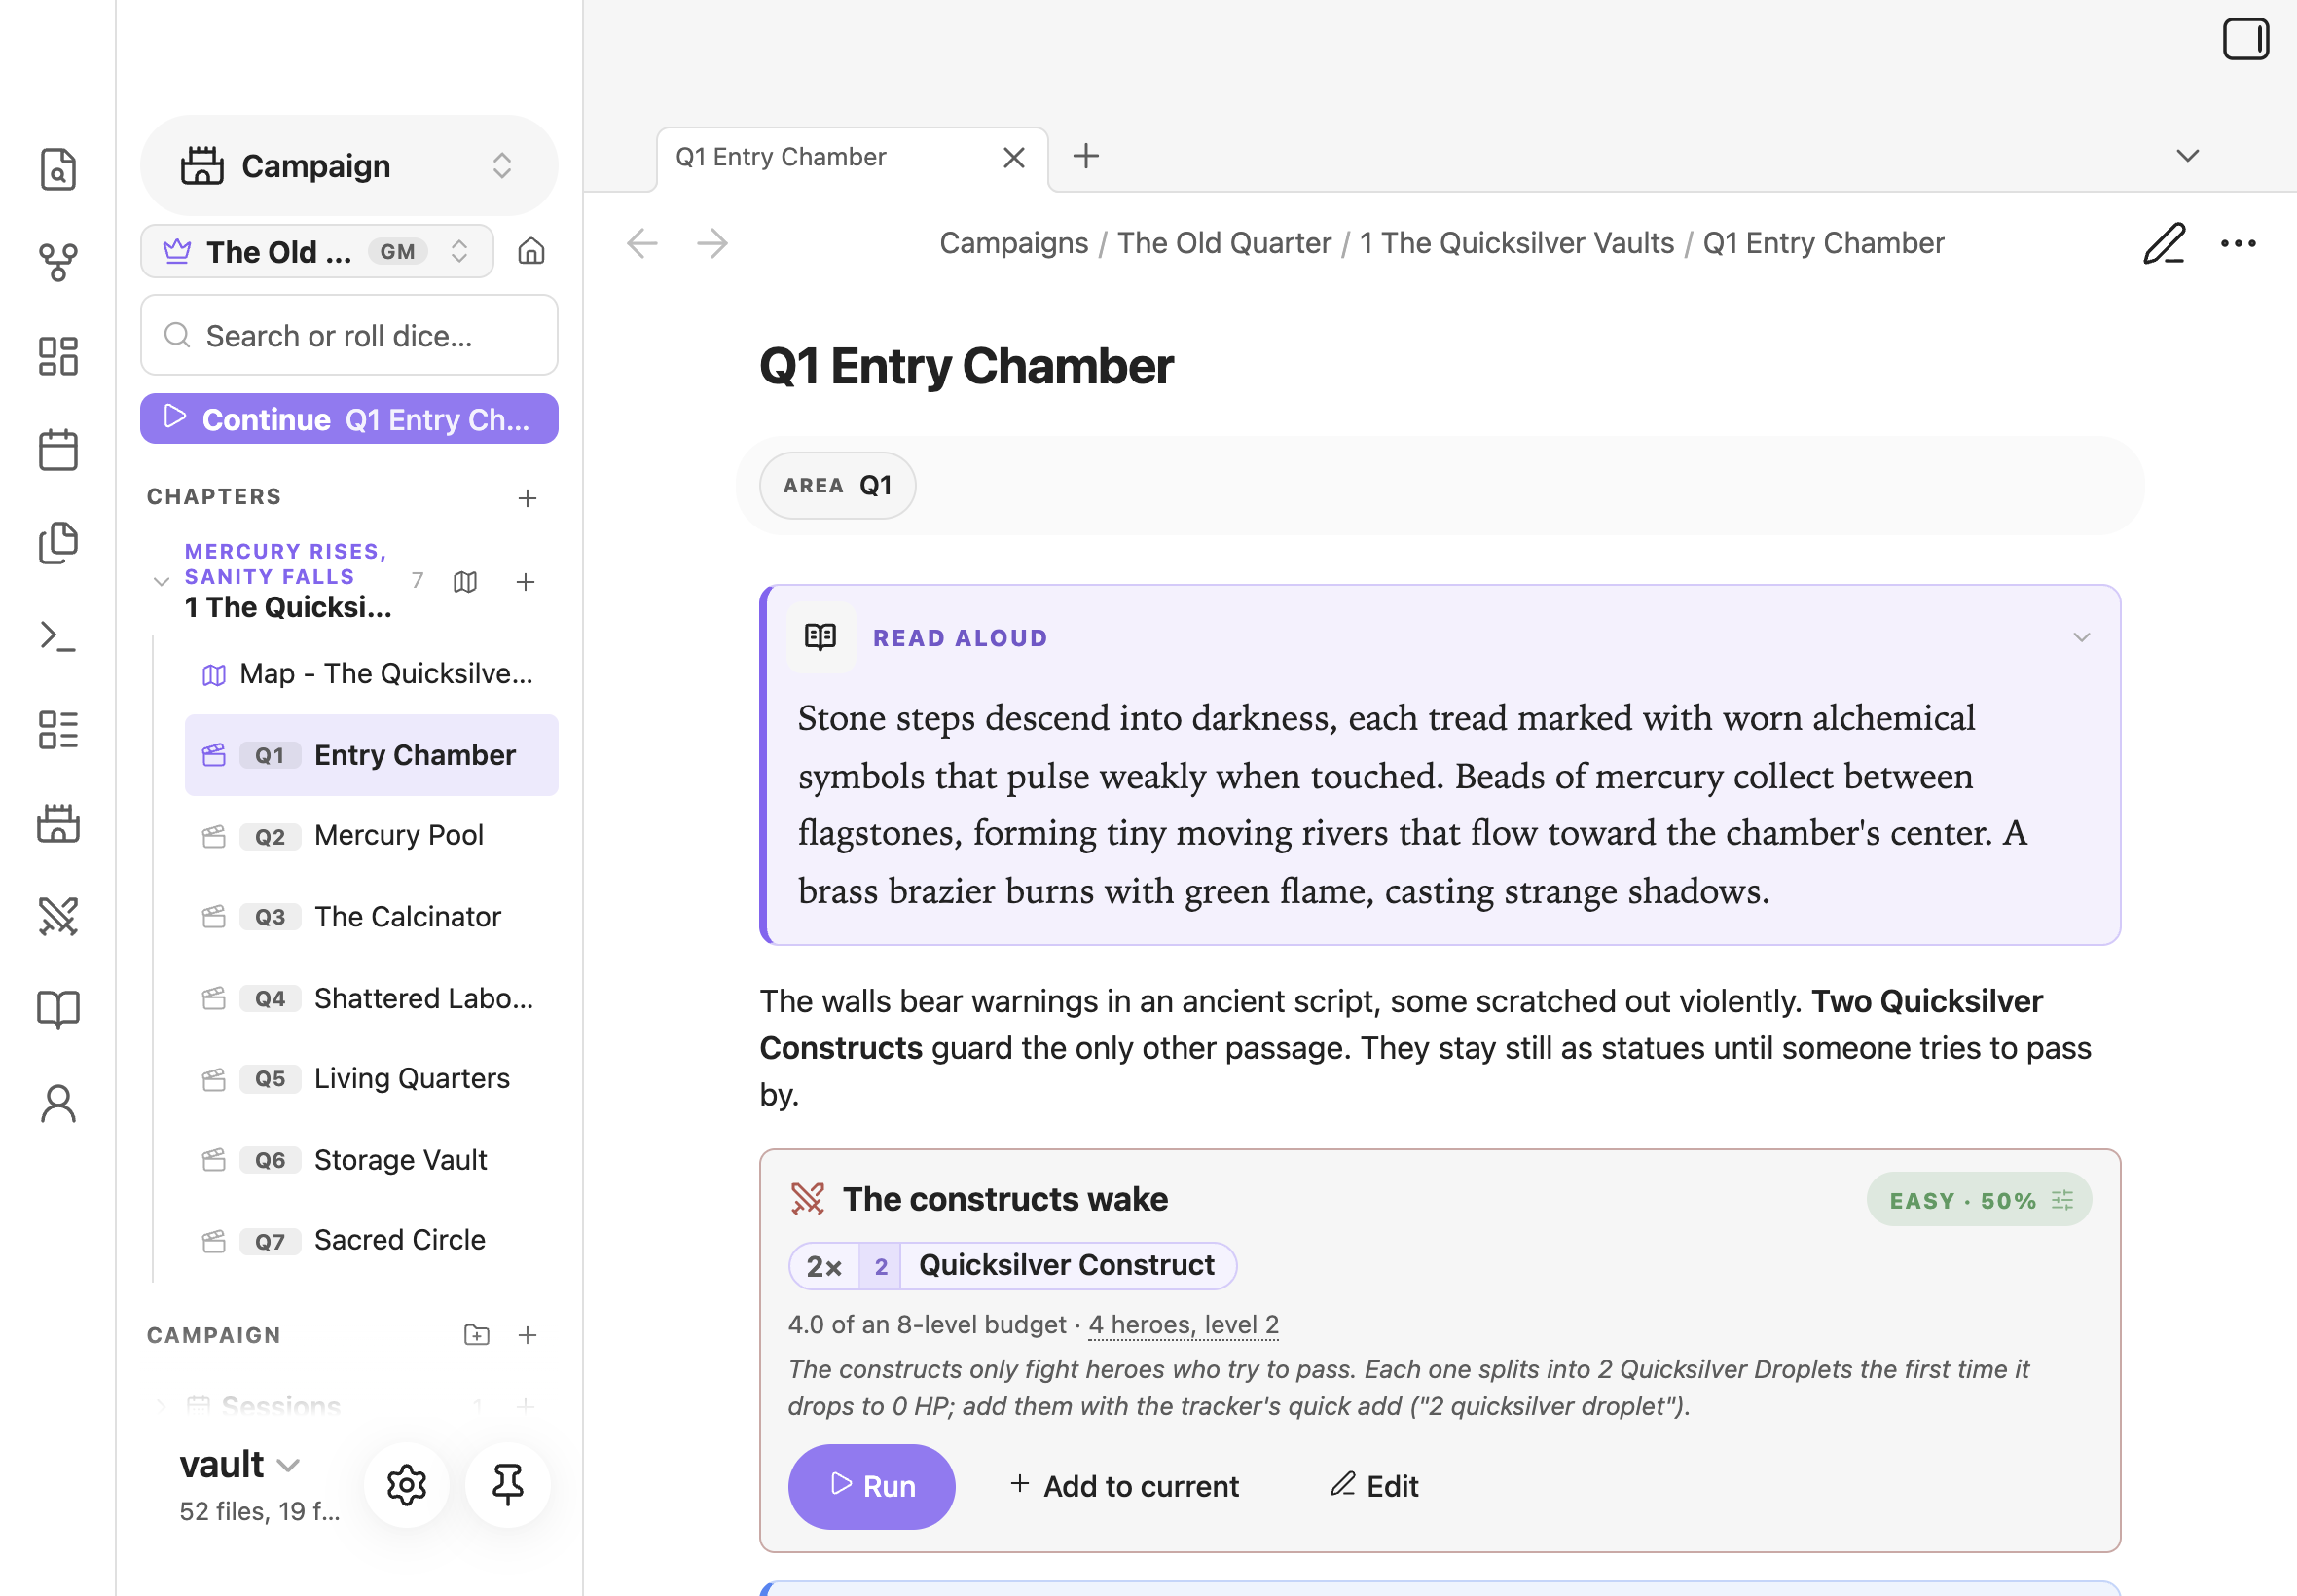 Campaign
The Old ... GM
Search or roll dice...
Continue Q1 Entry Ch...
CHAPTERS
MERCURY RISES,
SANITY FALLS
7
1 The Quicksi...
Map - The Quicksilve...
Q1 Entry Chamber
Q2 Mercury Pool
Q3 The Calcinator
Q4 Shattered Labo...
Q5 Living Quarters
Q6 Storage Vault
Q7 Sacred Circle
CAMPAIGN
Sessions 1
vault
52 files, 19 f...
Q1 Entry Chamber
Campaigns / The Old Quarter / 1 The Quicksilver Vaults / Q1 Entry Chamber
Q1 Entry Chamber
AREA Q1
READ ALOUD
Stone steps descend into darkness, each tread marked with worn alchemical
symbols that pulse weakly when touched. Beads of mercury collect between
flagstones, forming tiny moving rivers that flow toward the chamber's center. A
brass brazier burns with green flame, casting strange shadows.
The walls bear warnings in an ancient script, some scratched out violently. Two Quicksilver
Constructs guard the only other passage. They stay still as statues until someone tries to pass
by.
The constructs wake
EASY · 50%
2× 2 Quicksilver Construct
4.0 of an 8-level budget · 4 heroes, level 2
The constructs only fight heroes who try to pass. Each one splits into 2 Quicksilver Droplets the first time it
drops to 0 HP; add them with the tracker's quick add ("2 quicksilver droplet").
Run
Add to current
Edit